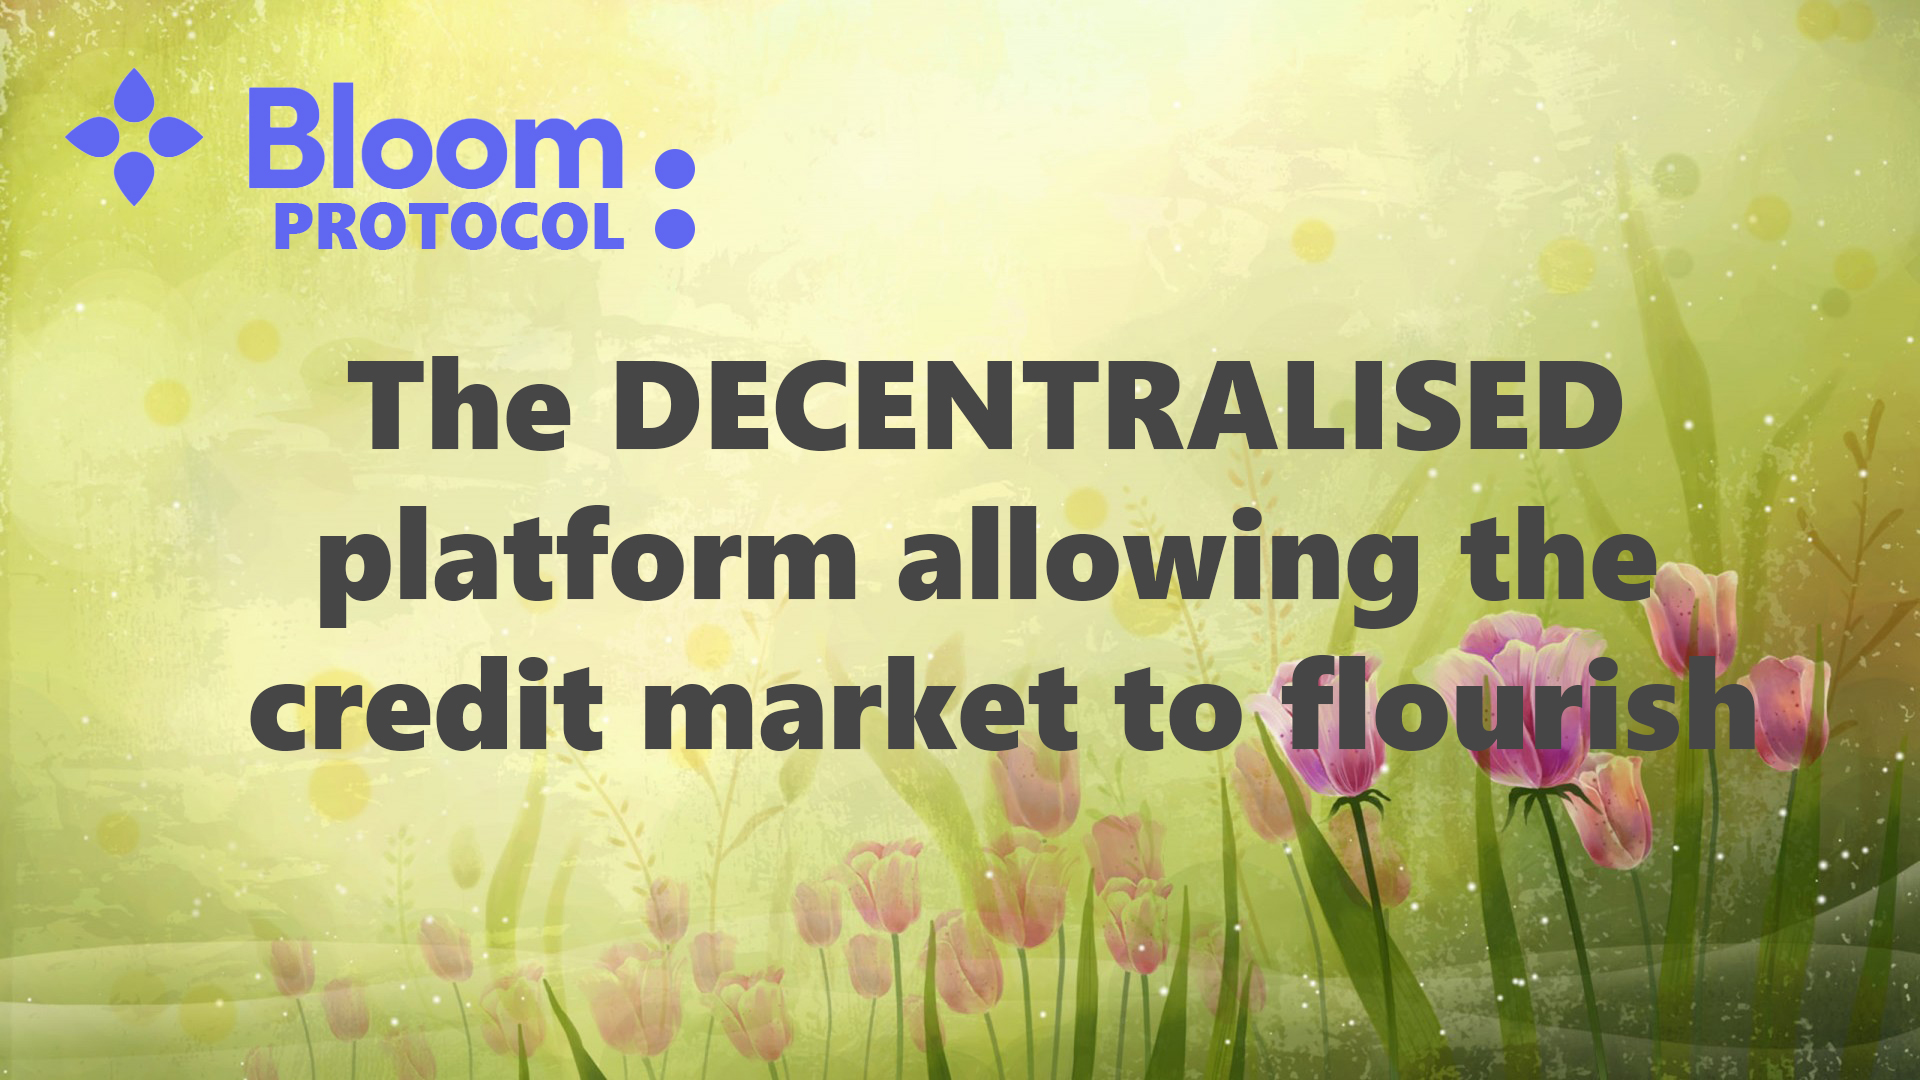 Bloom
PROTOCOL :
The DECENTRALISED
platform allowing the
credit market to flourish